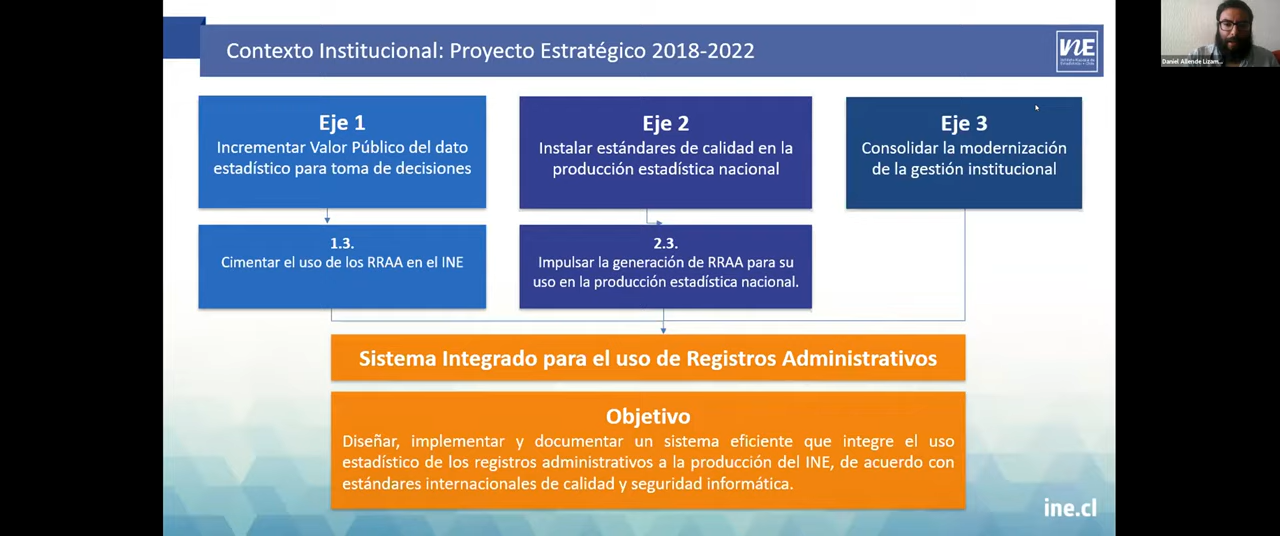 Contexto Institucional: Proyecto Estratégico 2018-2022
INE
Daniel Allende Lizam...
Eje 1
Incrementar Valor Público del dato
estadístico para toma de decisiones
Eje 2
Instalar estándares de calidad en la
producción estadística nacional
Eje 3
Consolidar la modernización
de la gestión institucional
1.3.
Cimentar el uso de los RRAA en el INE
2.3.
Impulsar la generación de RRAA para su
uso en la producción estadística nacional.
Sistema Integrado para el uso de Registros Administrativos
Objetivo
Diseñar, implementar y documentar un sistema eficiente que integre el uso
estadístico de los registros administrativos a la producción del INE, de acuerdo con
estándares internacionales de calidad y seguridad informática.
ine.cl